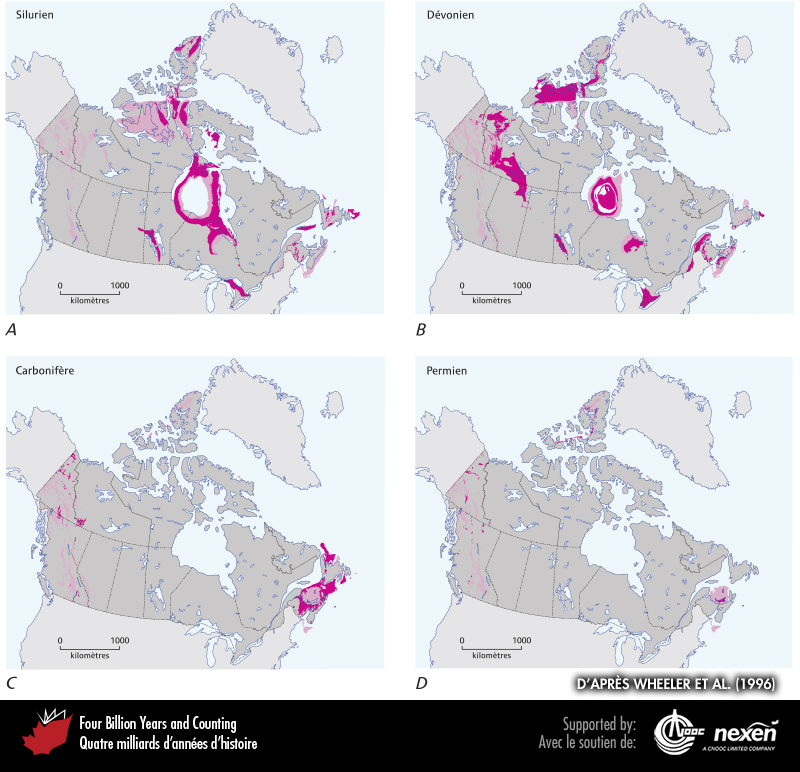 Silurien
0 1000
kilomètres
A
Dévonien
0 1000
kilomètres
B
Carbonifère
0 1000
kilomètres
C
Permien
0 1000
kilomètres
D
D'APRÈS WHEELER ET AL. (1996)
Four Billion Years and Counting
Quatre milliards d'années d'histoire
Supported by:
Avec le soutien de:
CNOOC
nexen
A CNOOC LIMITED COMPANY